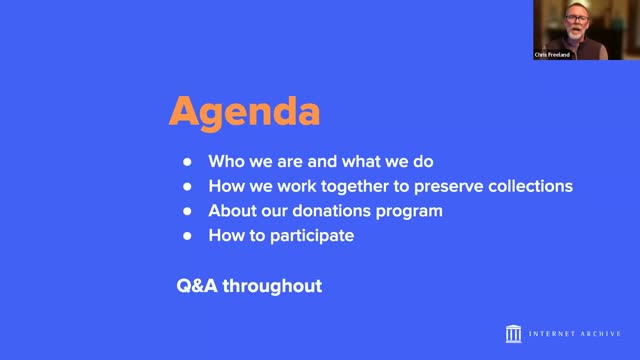 Chris Freeland
Agenda
● Who we are and what we do
● How we work together to preserve collections
● About our donations program
● How to participate
Q&A throughout
INTERNET ARCHIVE